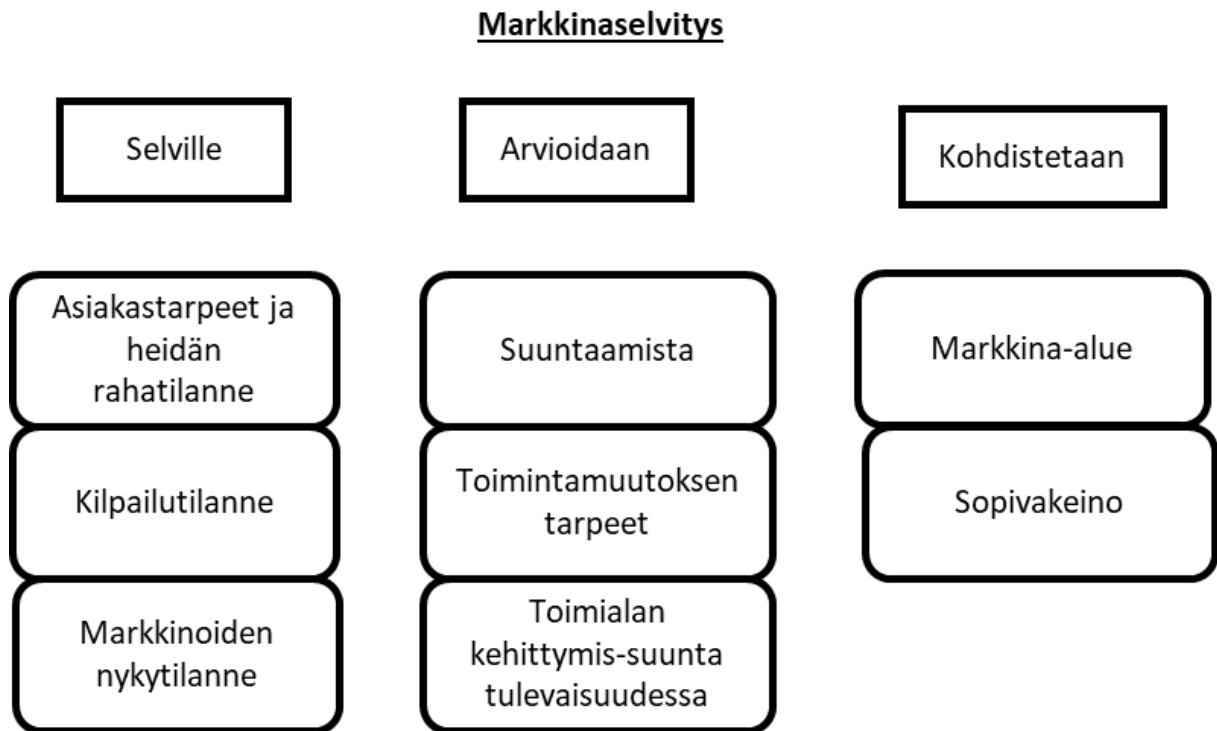 Markkinaselvitys
Selville
Arvioidaan
Kohdistetaan
Asiakastarpeet ja
heidän
rahatilanne
Suuntaamista
Markkina-alue
Kilpailutilanne
Toimintamuutoksen
tarpeet
Sopivakeino
Markkinoiden
nykytilanne
Toimialan
kehittymis-suunta
tulevaisuudessa